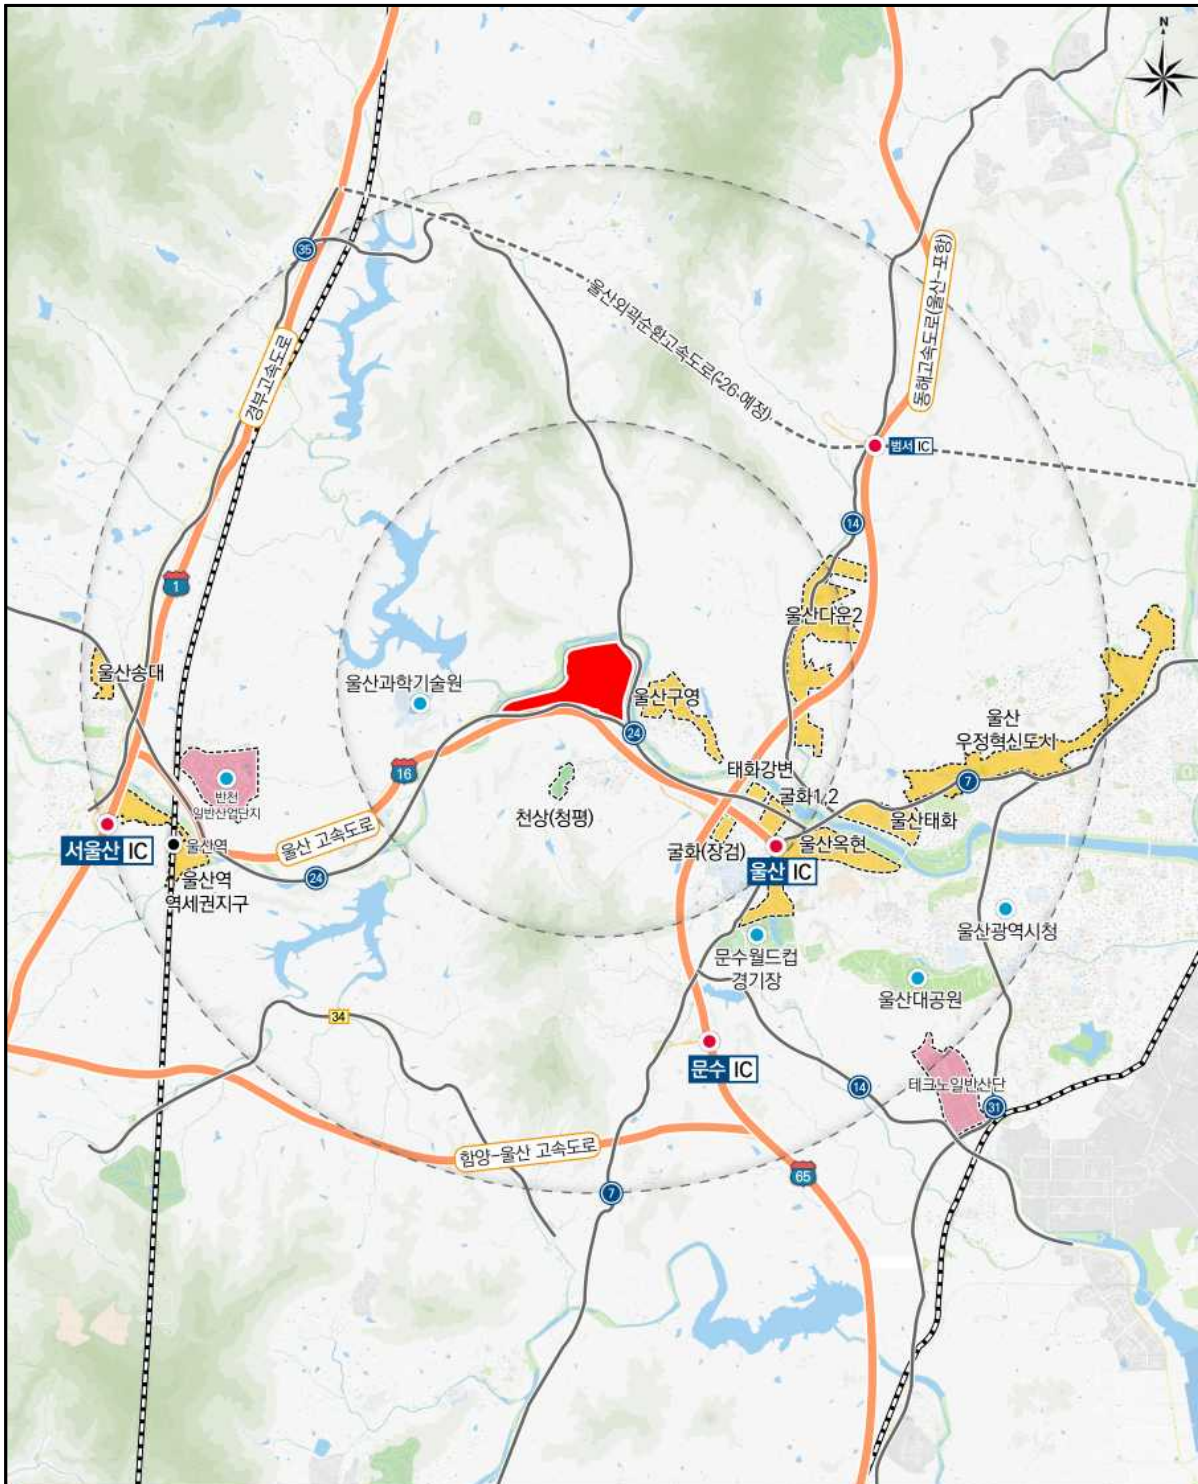 N
35
경부고속도로
울산외곽순환고속도로('26.예정)
동해고속도로(울산-포항)
범서 IC
14
1
울산다운2
울산송대
울산과학기술원
울산구영
24
울산
우정혁신도시
16
반천
일반산업단지
태화강변
7
굴화1,2
천상(청평)
울산태화
서울산 IC
울산역
울산 고속도로
굴화(장검)
울산옥현
울산 IC
24
울산역
역세권지구
울산광역시청
문수월드컵
경기장
울산대공원
34
문수 IC
14
테크노일반산단
31
함양-울산 고속도로
65
7